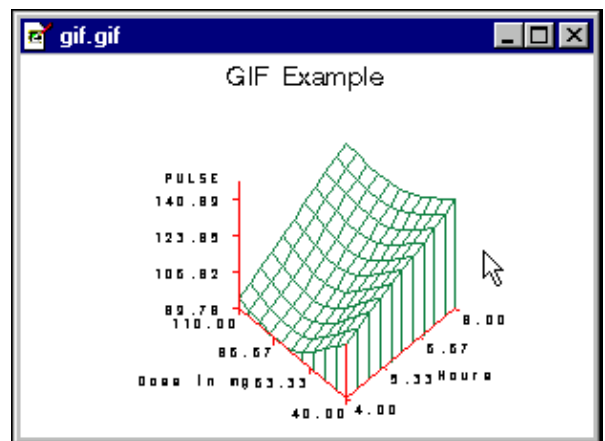 gif.gif
GIF Example
PULSE
140.89
123.85
106.82
89.78
110.00
86.67
Dose In mg
63.33
40.00
4.00
5.33
Hours
6.67
8.00